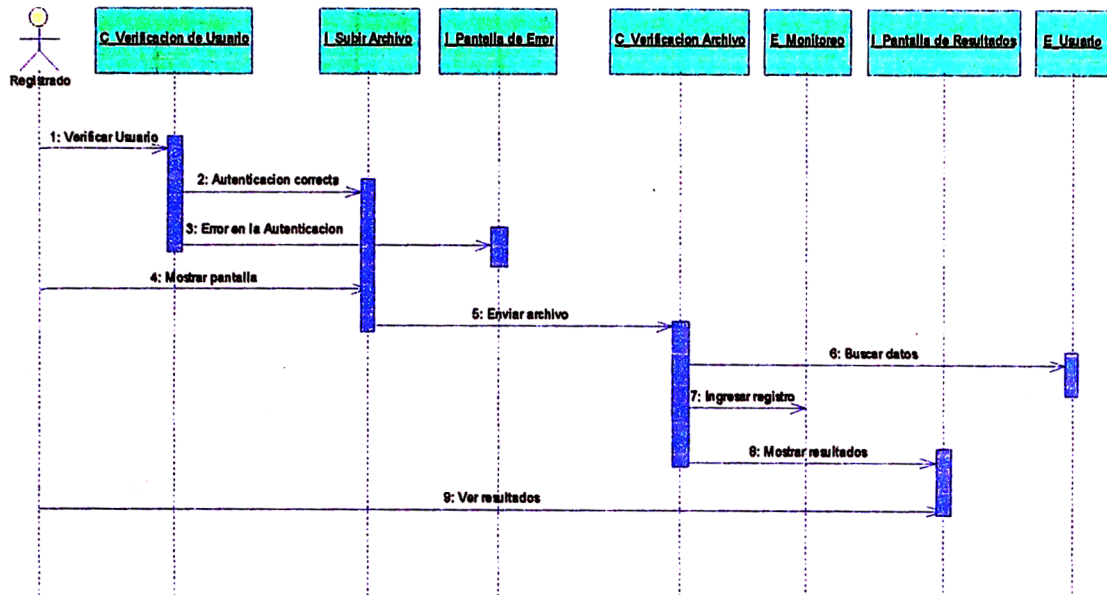 C_Verificacion de Usuario
I_Subir Archivo
I_Pantalla de Error
C_Verificacion Archivo
E_Monitoreo
I_Pantalla de Resultados
E_Usuario
Registrado
1: Verificar Usuario
2: Autenticacion correcta
3: Error en la Autenticacion
4: Mostrar pantalla
5: Enviar archivo
6: Buscar datos
7: Ingresar registro
8: Mostrar resultados
9: Ver resultados